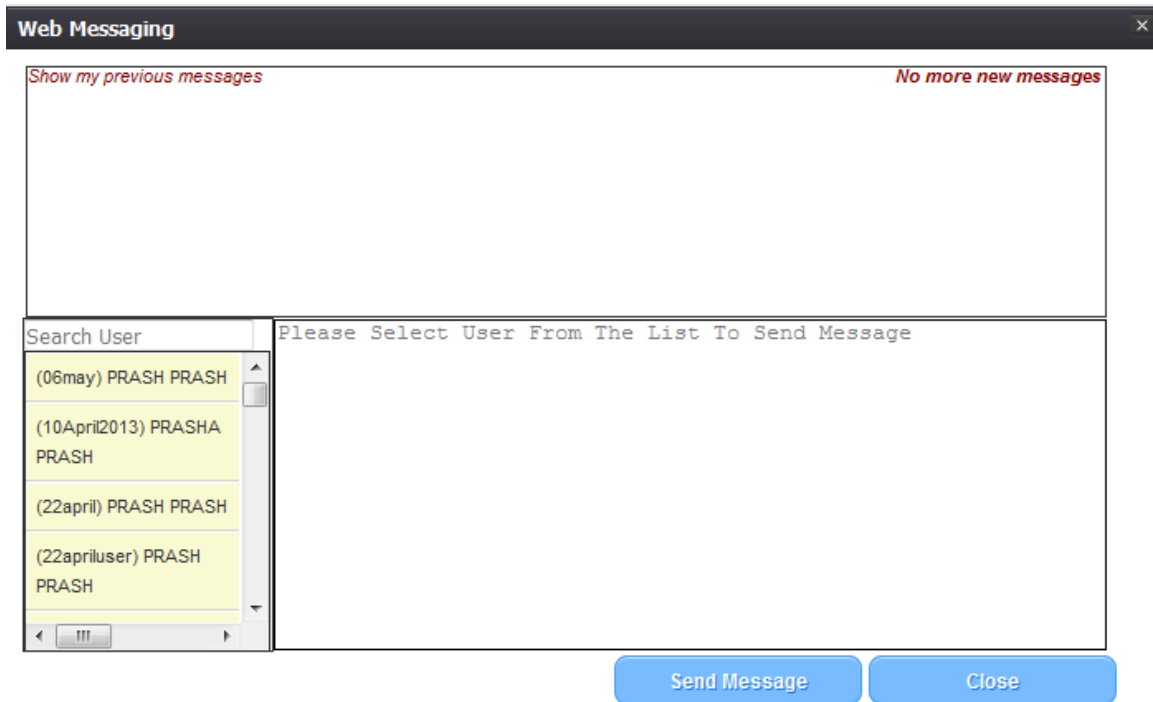 Web Messaging
Show my previous messages
No more new messages
Search User
Please Select User From The List To Send Message
(06may) PRASH PRASH
(10April2013) PRASHA
PRASH
(22april) PRASH PRASH
(22apriluser) PRASH
PRASH
Send Message
Close